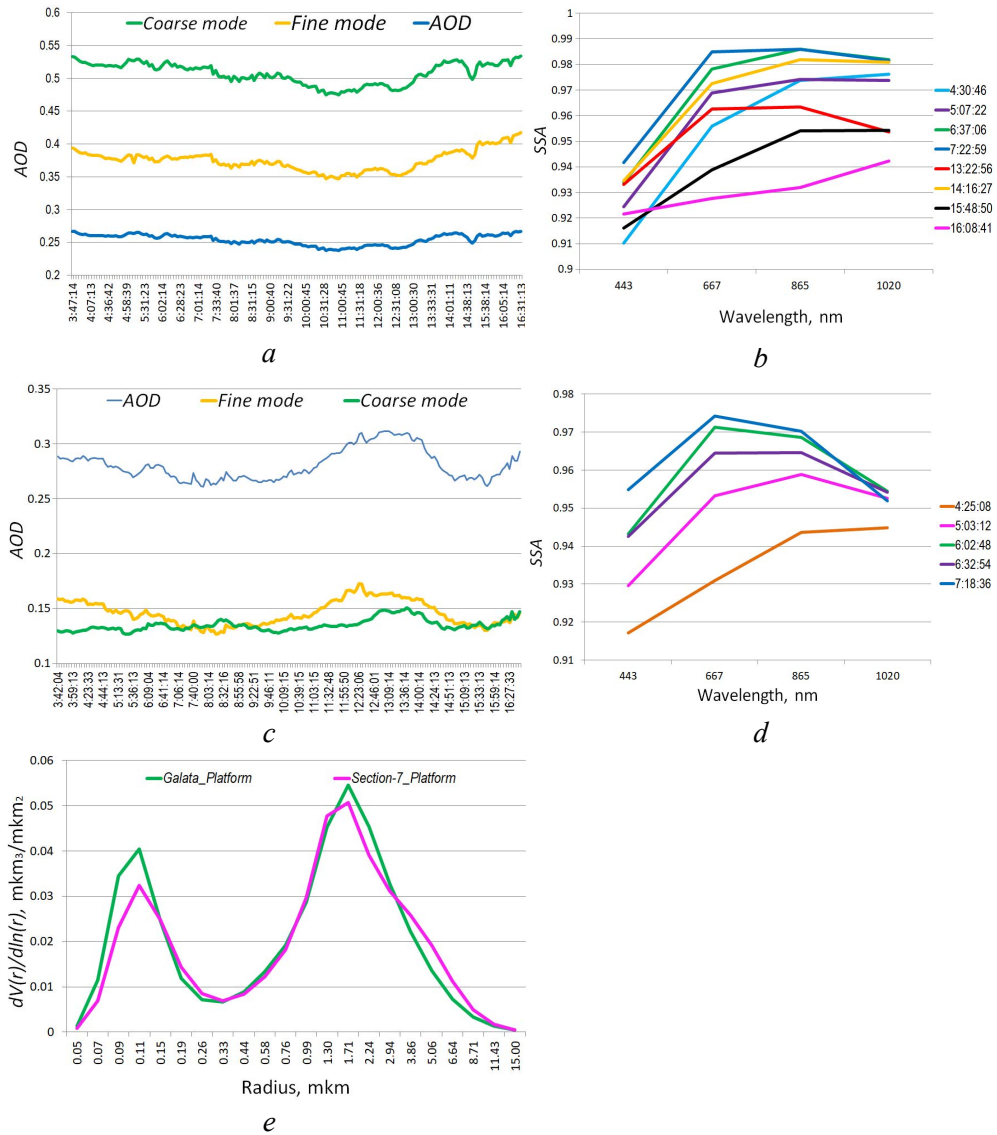 Coarse mode Fine mode AOD
0.6
0.55
0.5
0.45
0.4
0.35
0.3
0.25
0.2
AOD
3:47:14 4:07:13 4:36:42 4:58:39 5:31:23 6:04:14 6:28:23 7:01:14 7:33:40 8:01:37 8:31:15 9:00:40 9:31:22 10:00:45 10:31:28 11:00:45 11:31:18 12:00:36 12:31:08 13:00:30 13:33:31 14:01:11 14:38:13 15:38:14 16:05:14 16:31:13
a
1
0.99
0.98
0.97
0.96
0.95
0.94
0.93
0.92
0.91
0.9
SSA
443 667 865 1020
Wavelength, nm
4:30:46
5:07:22
6:37:06
7:22:59
13:22:56
14:16:27
15:48:50
16:08:41
b
AOD Fine mode Coarse mode
0.35
0.3
0.25
0.2
0.15
0.1
AOD
3:42:04 3:59:13 4:23:33 4:44:13 5:13:31 5:36:13 6:09:04 6:41:14 7:06:14 7:40:00 8:03:14 8:32:16 8:55:58 9:22:51 9:46:11 10:09:15 10:39:15 11:03:15 11:32:48 11:55:50 12:23:06 12:46:01 13:09:14 13:36:14 14:00:14 14:24:13 14:51:13 15:09:13 15:33:13 15:59:14 16:27:33
c
0.98
0.97
0.96
0.95
0.94
0.93
0.92
0.91
SSA
443 667 865 1020
Wavelength, nm
4:25:08
5:03:12
6:02:48
6:32:54
7:18:36
d
Galata_Platform Section-7_Platform
0.06
0.05
0.04
0.03
0.02
0.01
0
dV(r)/dln(r), mkm3/mkm2
0.05 0.07 0.09 0.11 0.15 0.19 0.26 0.33 0.44 0.58 0.76 0.99 1.30 1.71 2.24 2.94 3.86 5.06 6.64 8.71 11.43 15.00
Radius, mkm
e